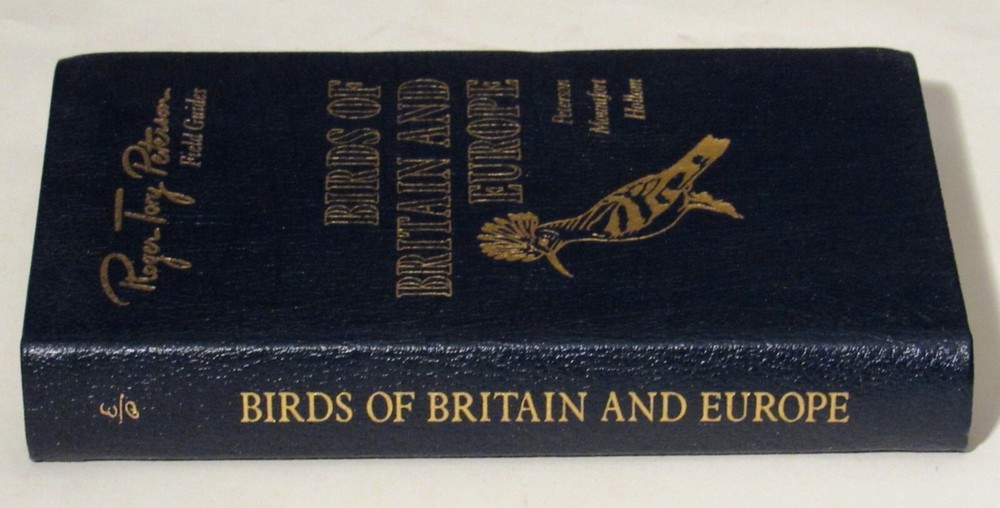 Roger Tory Peterson
Field Guides
BIRDS OF
BRITAIN AND
EUROPE
Peterson
Mountfort
Hollom
BIRDS OF BRITAIN AND EUROPE